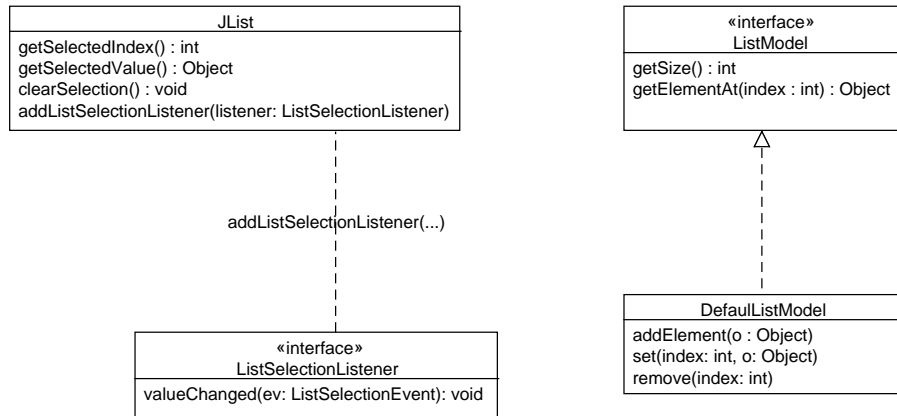 JList
getSelectedIndex() : int
getSelectedValue() : Object
clearSelection() : void
addListSelectionListener(listener: ListSelectionListener)
addListSelectionListener(...)
«interface»
ListSelectionListener
valueChanged(ev: ListSelectionEvent): void
«interface»
ListModel
getSize() : int
getElementAt(index : int) : Object
DefaulListModel
addElement(o : Object)
set(index: int, o: Object)
remove(index: int)